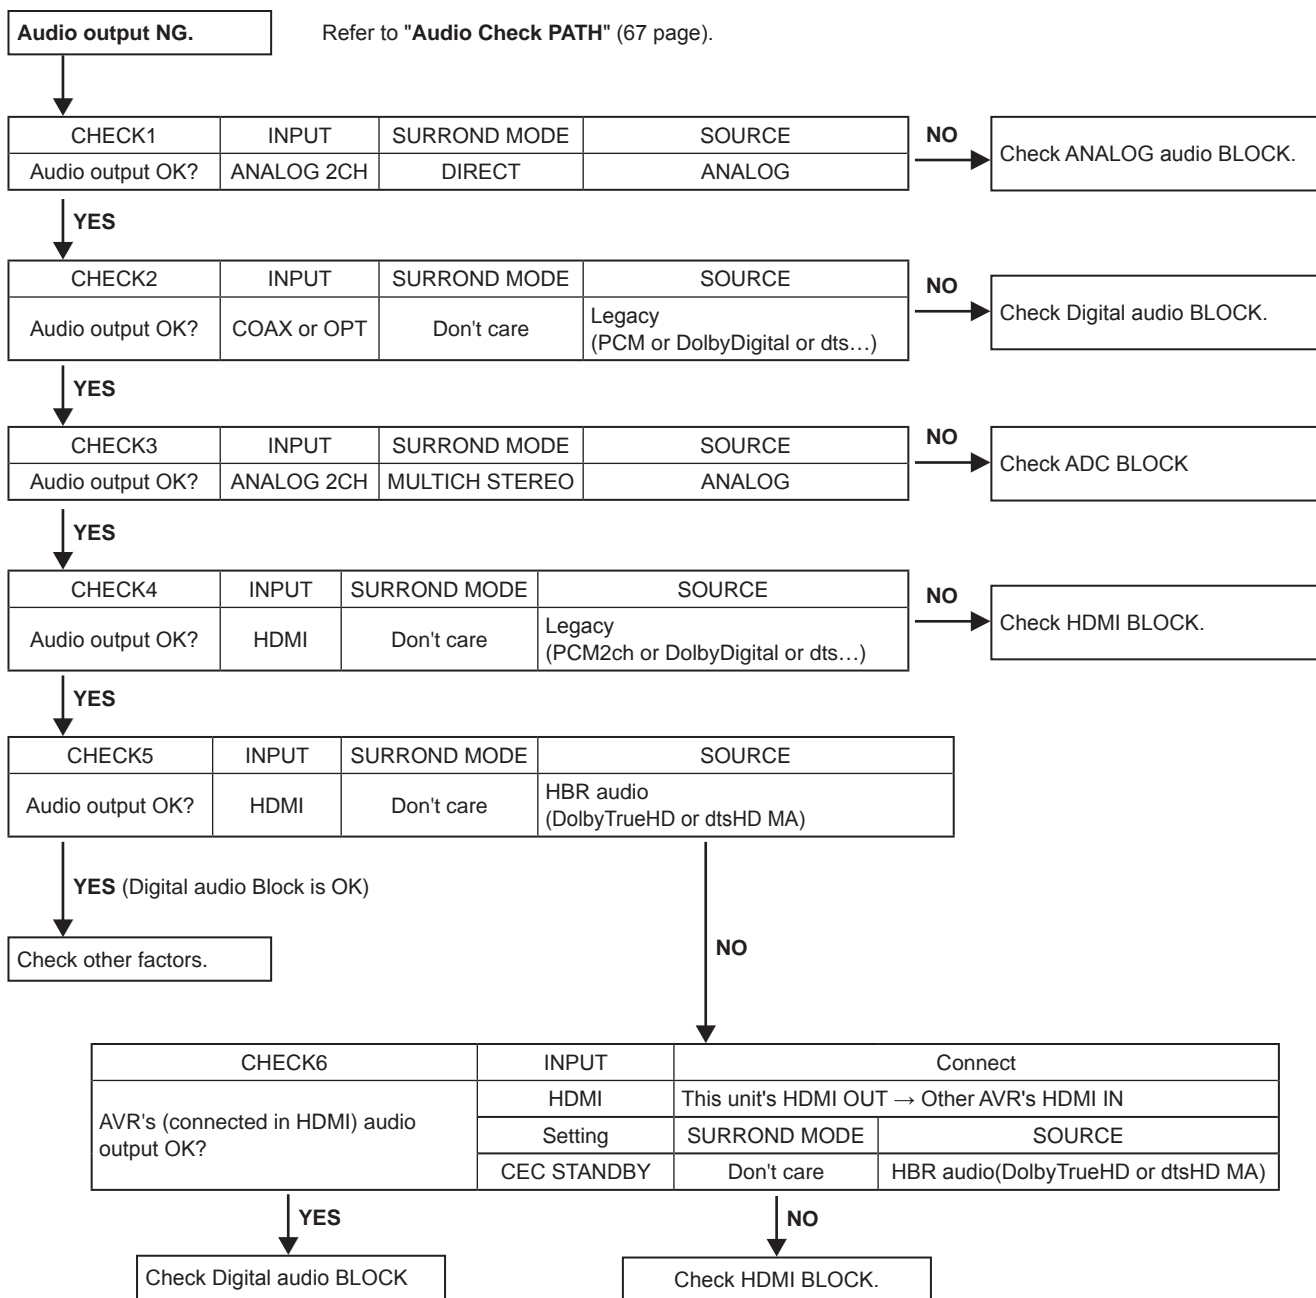 Audio output NG.
Refer to "Audio Check PATH" (67 page).
CHECK1 INPUT SURROND MODE SOURCE
Audio output OK? ANALOG 2CH DIRECT ANALOG
NO
Check ANALOG audio BLOCK.
YES
CHECK2 INPUT SURROND MODE SOURCE
Audio output OK? COAX or OPT Don't care Legacy
(PCM or DolbyDigital or dts…)
NO
Check Digital audio BLOCK.
YES
CHECK3 INPUT SURROND MODE SOURCE
Audio output OK? ANALOG 2CH MULTICH STEREO ANALOG
NO
Check ADC BLOCK
YES
CHECK4 INPUT SURROND MODE SOURCE
Audio output OK? HDMI Don't care Legacy
(PCM2ch or DolbyDigital or dts…)
NO
Check HDMI BLOCK.
YES
CHECK5 INPUT SURROND MODE SOURCE
Audio output OK? HDMI Don't care HBR audio
(DolbyTrueHD or dtsHD MA)
YES (Digital audio Block is OK)
Check other factors.
NO
CHECK6 INPUT Connect
HDMI This unit's HDMI OUT → Other AVR's HDMI IN
AVR's (connected in HDMI) audio
output OK?
Setting SURROND MODE SOURCE
CEC STANDBY Don't care HBR audio(DolbyTrueHD or dtsHD MA)
YES
NO
Check Digital audio BLOCK
Check HDMI BLOCK.